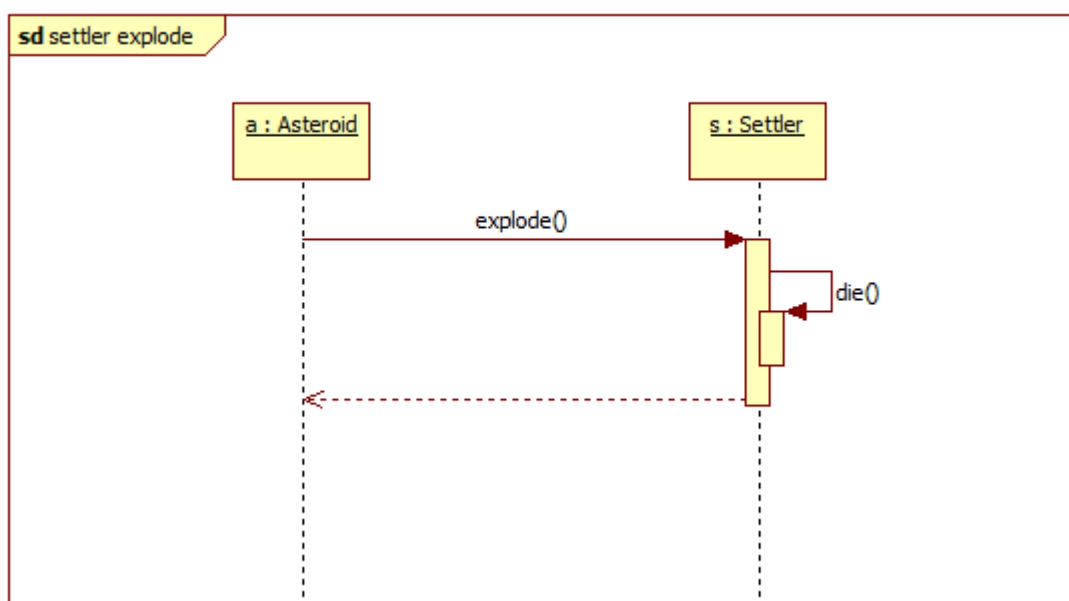 sd settler explode
a : Asteroid
s : Settler
explode()
die()